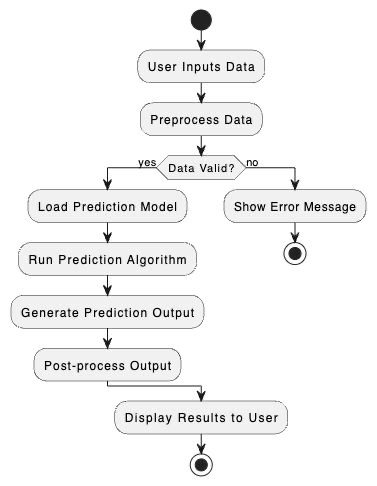 User Inputs Data
Preprocess Data
Data Valid?
yes
no
Load Prediction Model
Show Error Message
Run Prediction Algorithm
Generate Prediction Output
Post-process Output
Display Results to User